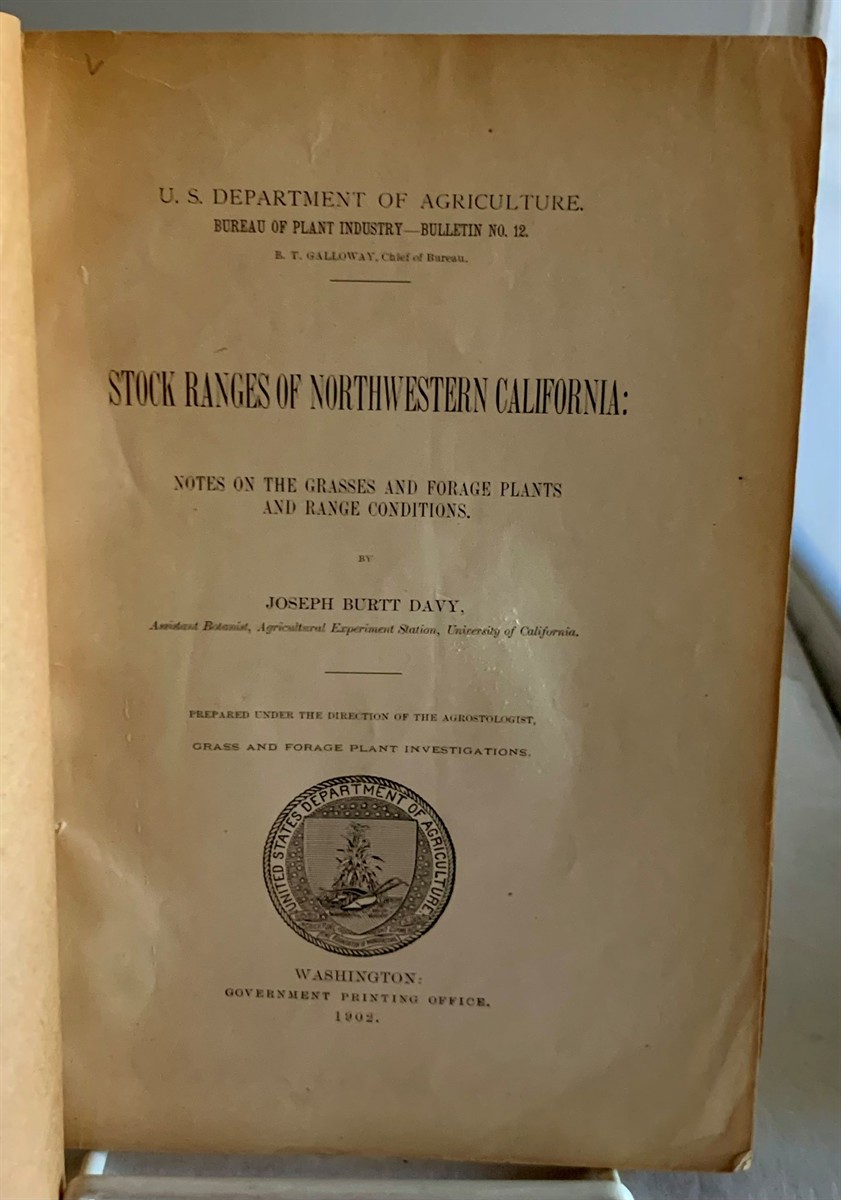 U. S. DEPARTMENT OF AGRICULTURE.
BUREAU OF PLANT INDUSTRY—BULLETIN NO. 12.
B. T. GALLOWAY, Chief of Bureau.
STOCK RANGES OF NORTHWESTERN CALIFORNIA:
NOTES ON THE GRASSES AND FORAGE PLANTS
AND RANGE CONDITIONS.
BY
JOSEPH BURTT DAVY,
Assistant Botanist, Agricultural Experiment Station, University of California.
PREPARED UNDER THE DIRECTION OF THE AGROSTOLOGIST,
GRASS AND FORAGE PLANT INVESTIGATIONS.
UNITED STATES DEPARTMENT OF AGRICULTURE.
WASHINGTON:
GOVERNMENT PRINTING OFFICE.
1902.